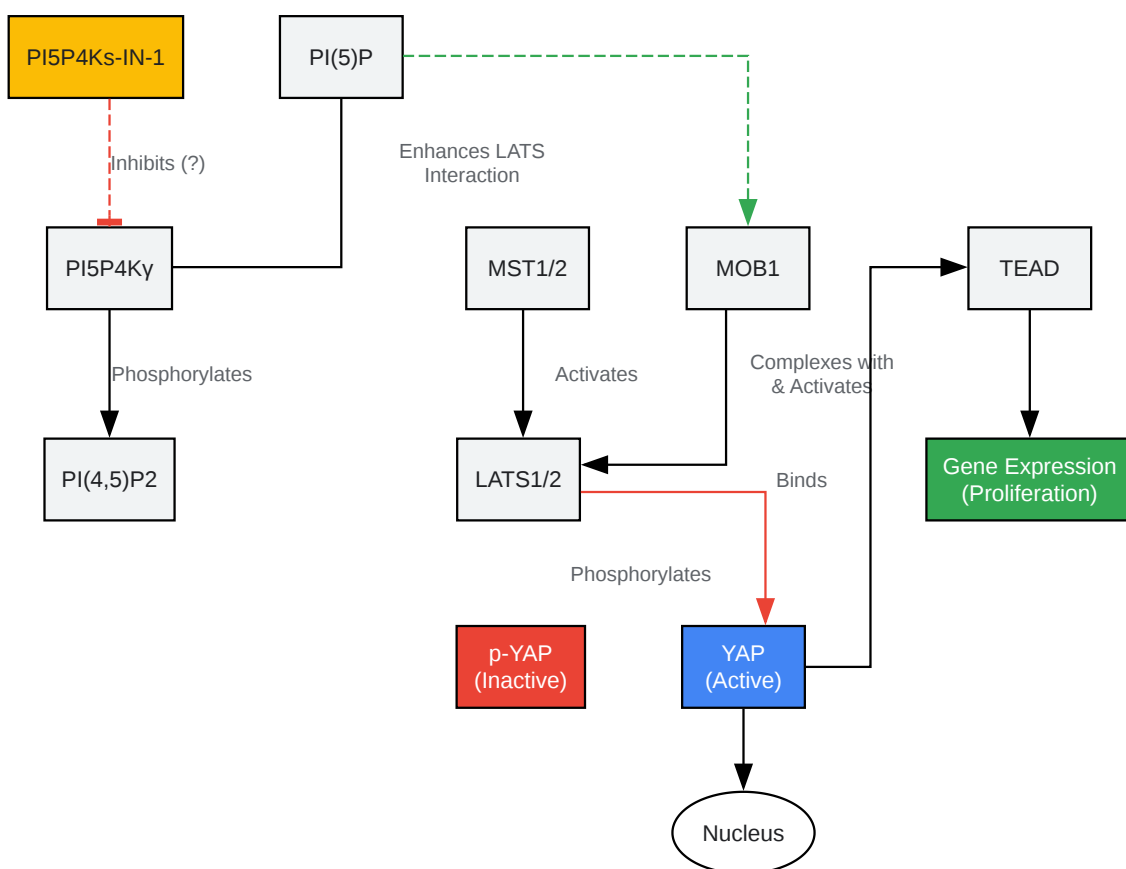 PI5P4Ks-IN-1
PI(5)P
Inhibits (?)
Enhances LATS
Interaction
PI5P4Kγ
MST1/2
MOB1
TEAD
Phosphorylates
Activates
Complexes with
& Activates
PI(4,5)P2
LATS1/2
Binds
Gene Expression
(Proliferation)
Phosphorylates
p-YAP
(Inactive)
YAP
(Active)
Nucleus